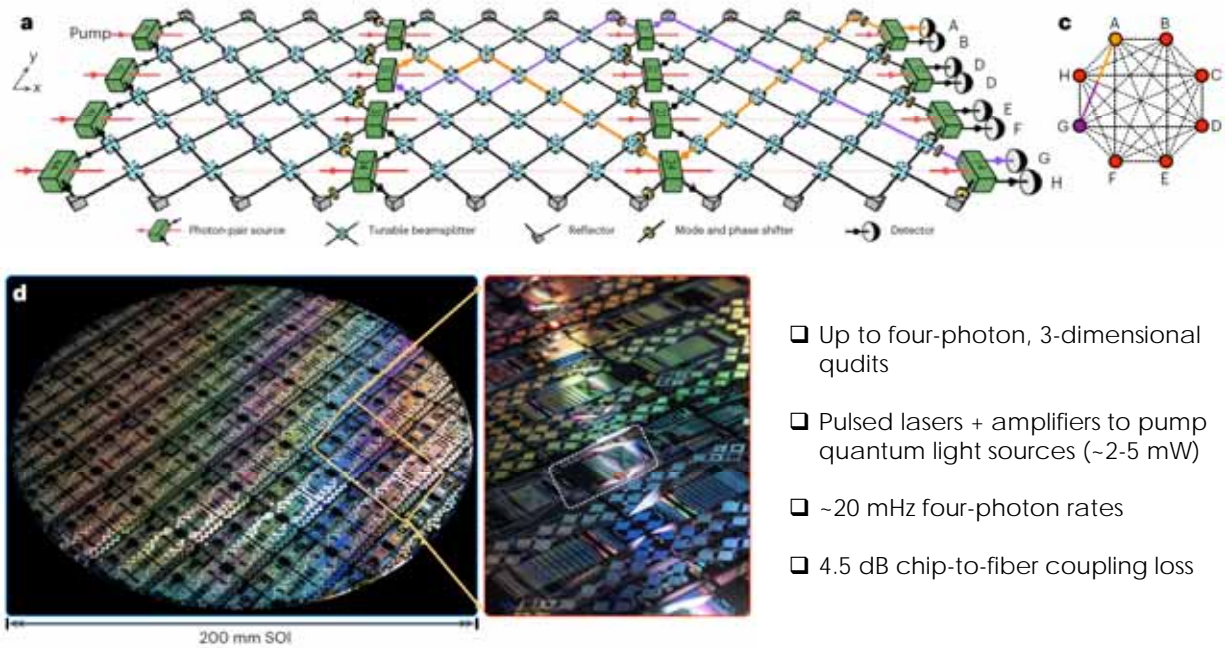 a
Pump
y
x
A
B
D
D
E
F
G
H
c
A
B
H
C
G
D
F
E
Photon-pair source
Tunable beamsplitter
Reflector
Mode and phase shifter
Detector
d
200 mm SOI
❑ Up to four-photon, 3-dimensional
qudits
❑ Pulsed lasers + amplifiers to pump
quantum light sources (~2-5 mW)
❑ ~20 mHz four-photon rates
❑ 4.5 dB chip-to-fiber coupling loss